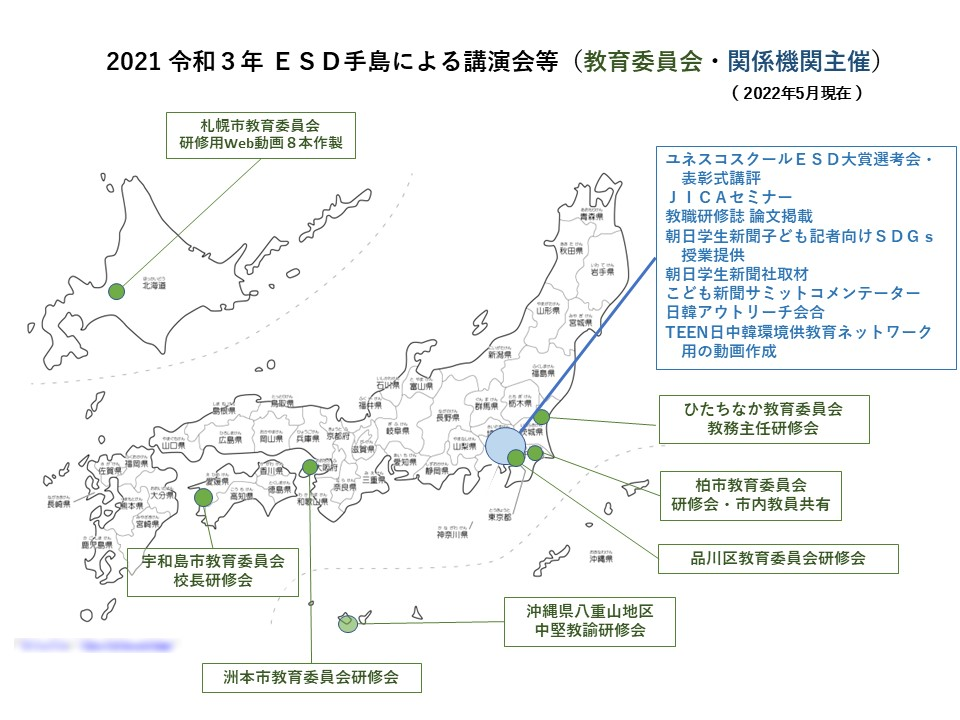 2021 令和３年 ＥＳＤ手島による講演会等（教育委員会・関係機関主催）
（ 2022年5月現在 ）
札幌市教育委員会
研修用Web動画８本作製
ユネスコスクールＥＳＤ大賞選考会・
表彰式講評
ＪＩＣＡセミナー
教職研修誌 論文掲載
朝日学生新聞子ども記者向けＳＤＧｓ
授業提供
朝日学生新聞社取材
こども新聞サミットコメンテーター
日韓アウトリーチ会合
TEEN日中韓環境供教育ネットワーク
用の動画作成
北海道
青森県
秋田県
岩手県
山形県
宮城県
新潟県
福島県
石川県
富山県
福井県
長野県
群馬県
栃木県
茨城県
岐阜県
山梨県
滋賀県
愛知県
静岡県
三重県
島根県
鳥取県
広島県
岡山県
兵庫県
京都府
山口県
大阪府
奈良県
和歌山県
香川県
徳島県
愛媛県
高知県
福岡県
佐賀県
長崎県
大分県
熊本県
宮崎県
鹿児島県
東京都
神奈川県
沖縄県
ひたちなか教育委員会
教務主任研修会
柏市教育委員会
研修会・市内教員共有
品川区教育委員会研修会
宇和島市教育委員会
校長研修会
沖縄県八重山地区
中堅教諭研修会
洲本市教育委員会研修会